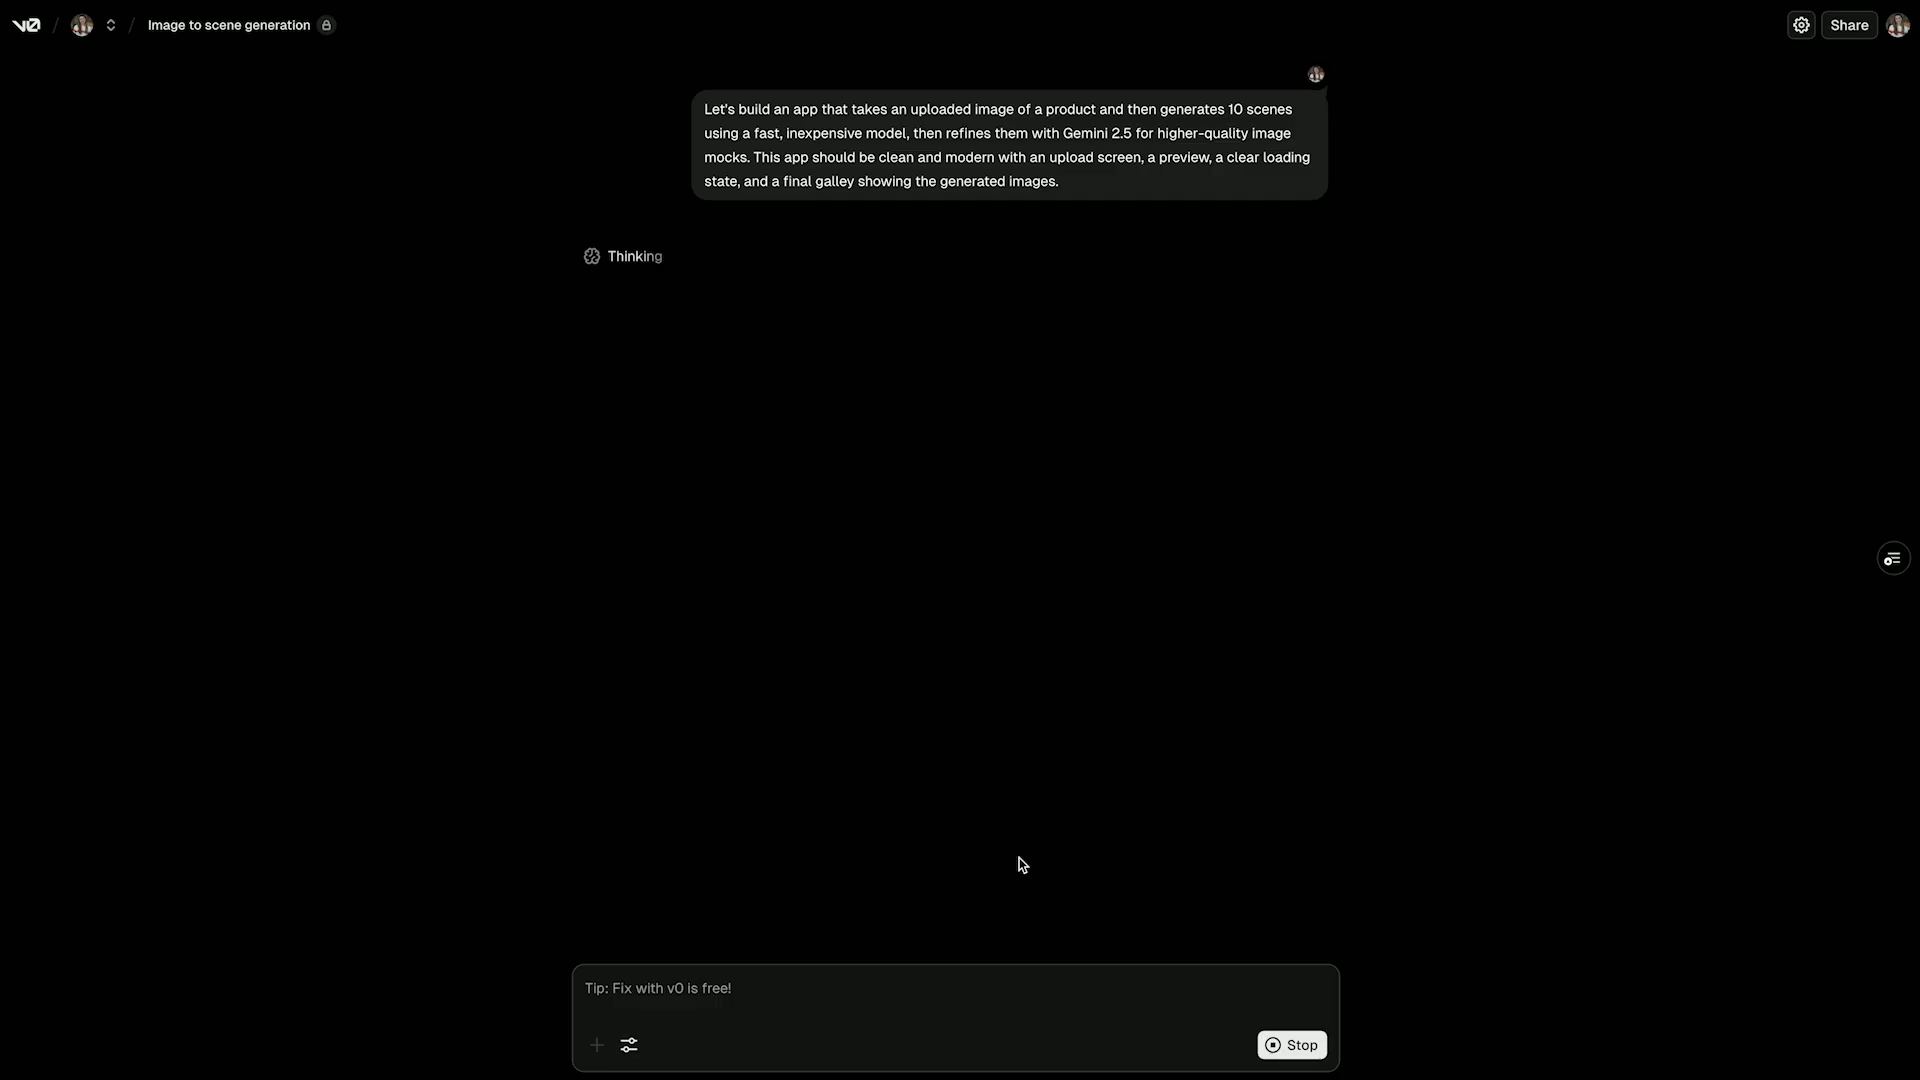 v0 / / Image to scene generation
Share
Let's build an app that takes an uploaded image of a product and then generates 10 scenes
using a fast, inexpensive model, then refines them with Gemini 2.5 for higher-quality image
mocks. This app should be clean and modern with an upload screen, a preview, a clear loading
state, and a final galley showing the generated images.
Thinking
Tip: Fix with v0 is free!
Stop